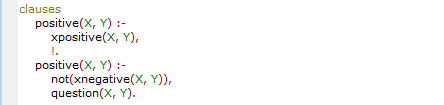 clauses
positive(X, Y) :-
xpositive(X, Y),
!.
positive(X, Y) :-
not(xnegative(X, Y)),
question(X, Y).